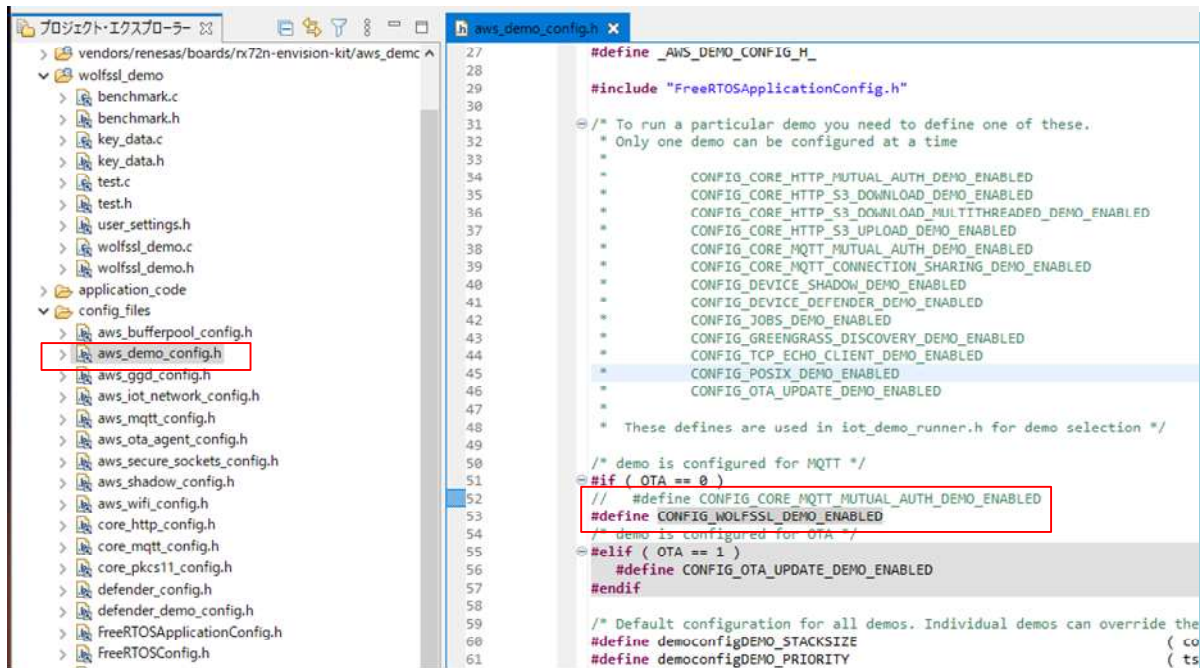 プロジェクト・エクスプローラー
vendors/renesas/boards/rx72n-envision-kit/aws_demc
wolfssl_demo
benchmark.c
benchmark.h
key_data.c
key_data.h
test.c
test.h
user_settings.h
wolfssl_demo.c
wolfssl_demo.h
application_code
config_files
aws_bufferpool_config.h
aws_demo_config.h
aws_ggd_config.h
aws_iot_network_config.h
aws_mqtt_config.h
aws_ota_agent_config.h
aws_secure_sockets_config.h
aws_shadow_config.h
aws_wifi_config.h
core_http_config.h
core_mqtt_config.h
core_pkcs11_config.h
defender_config.h
defender_demo_config.h
FreeRTOSApplicationConfig.h
FreeRTOSConfig.h
aws_demo_config.h
27 #define _AWS_DEMO_CONFIG_H_
28
29 #include "FreeRTOSApplicationConfig.h"
30
31 /* To run a particular demo you need to define one of these.
32 * Only one demo can be configured at a time
33 *
34 * CONFIG_CORE_HTTP_MUTUAL_AUTH_DEMO_ENABLED
35 * CONFIG_CORE_HTTP_S3_DOWNLOAD_DEMO_ENABLED
36 * CONFIG_CORE_HTTP_S3_DOWNLOAD_MULTITHREADED_DEMO_ENABLED
37 * CONFIG_CORE_HTTP_S3_UPLOAD_DEMO_ENABLED
38 * CONFIG_CORE_MQTT_MUTUAL_AUTH_DEMO_ENABLED
39 * CONFIG_CORE_MQTT_CONNECTION_SHARING_DEMO_ENABLED
40 * CONFIG_DEVICE_SHADOW_DEMO_ENABLED
41 * CONFIG_DEVICE_DEFENDER_DEMO_ENABLED
42 * CONFIG_JOBS_DEMO_ENABLED
43 * CONFIG_GREENGRASS_DISCOVERY_DEMO_ENABLED
44 * CONFIG_TCP_ECHO_CLIENT_DEMO_ENABLED
45 * CONFIG_POSIX_DEMO_ENABLED
46 * CONFIG_OTA_UPDATE_DEMO_ENABLED
47 *
48 * These defines are used in iot_demo_runner.h for demo selection */
49
50 /* demo is configured for MQTT */
51 #if ( OTA == 0 )
52 // #define CONFIG_CORE_MQTT_MUTUAL_AUTH_DEMO_ENABLED
53 #define CONFIG_WOLFSSL_DEMO_ENABLED
54 /* demo is configured for OTA */
55 #elif ( OTA == 1 )
56 #define CONFIG_OTA_UPDATE_DEMO_ENABLED
57 #endif
58
59 /* Default configuration for all demos. Individual demos can override the
60 #define democonfigDEMO_STACKSIZE ( co
61 #define democonfigDEMO_PRIORITY ( ts